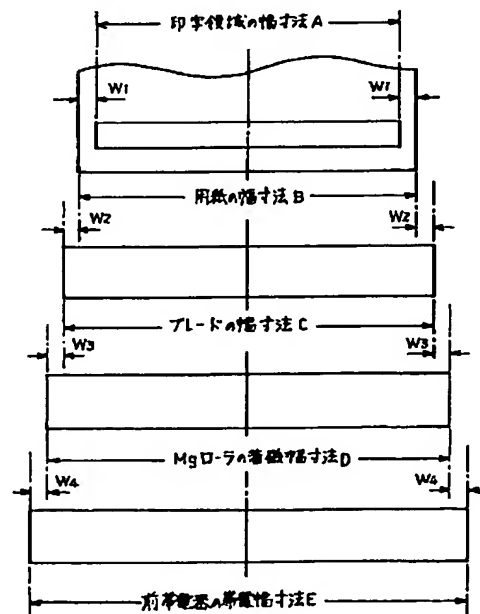 印字領域の幅寸法A
W1 W1
用紙の幅寸法B
W2 W2
ブレードの幅寸法C
W3 W3
Mgローラの着磁幅寸法D
W4 W4
前帯電器の帯電幅寸法E